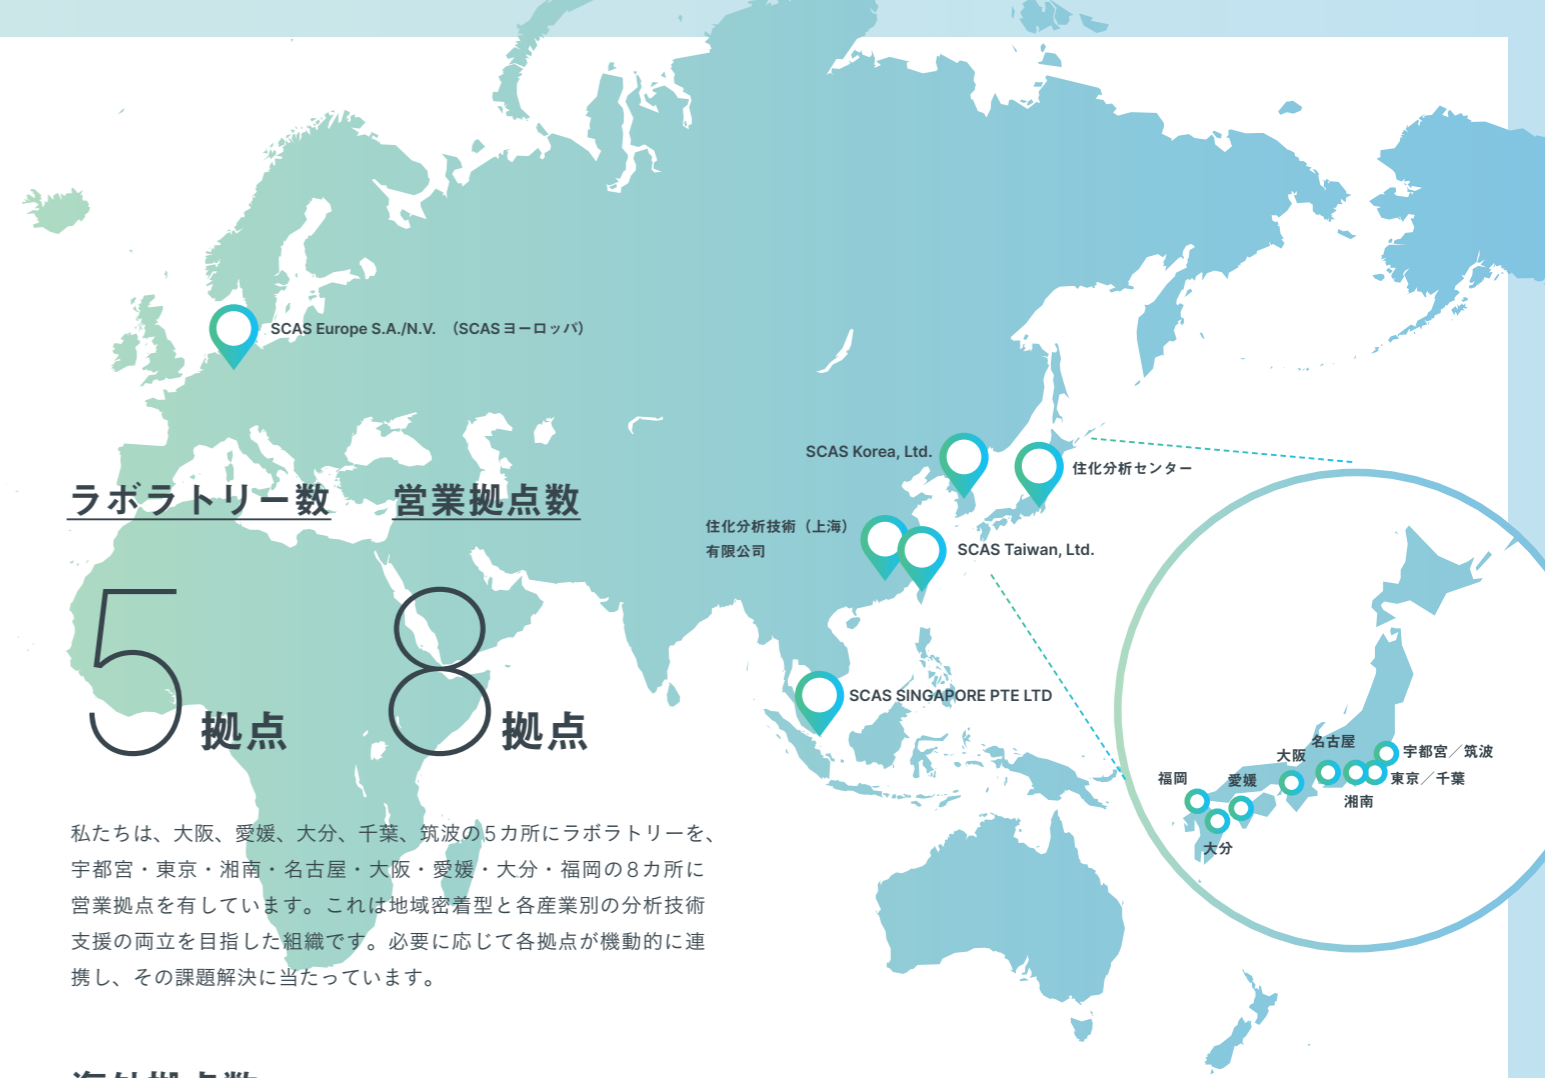 SCAS Europe S.A./N.V. （SCASヨーロッパ）
SCAS Korea, Ltd.
住化分析センター
住化分析技術（上海）
有限公司
SCAS Taiwan, Ltd.
SCAS SINGAPORE PTE LTD
ラボラトリー数
5拠点
営業拠点数
8拠点
名古屋
大阪
宇都宮／筑波
東京／千葉
福岡
愛媛
湘南
大分
私たちは、大阪、愛媛、大分、千葉、筑波の5カ所にラボラトリーを、
宇都宮・東京・湘南・名古屋・大阪・愛媛・大分・福岡の8カ所に
営業拠点を有しています。これは地域密着型と各産業別の分析技術
支援の両立を目指した組織です。必要に応じて各拠点が機動的に連
携し、その課題解決に当たっています。